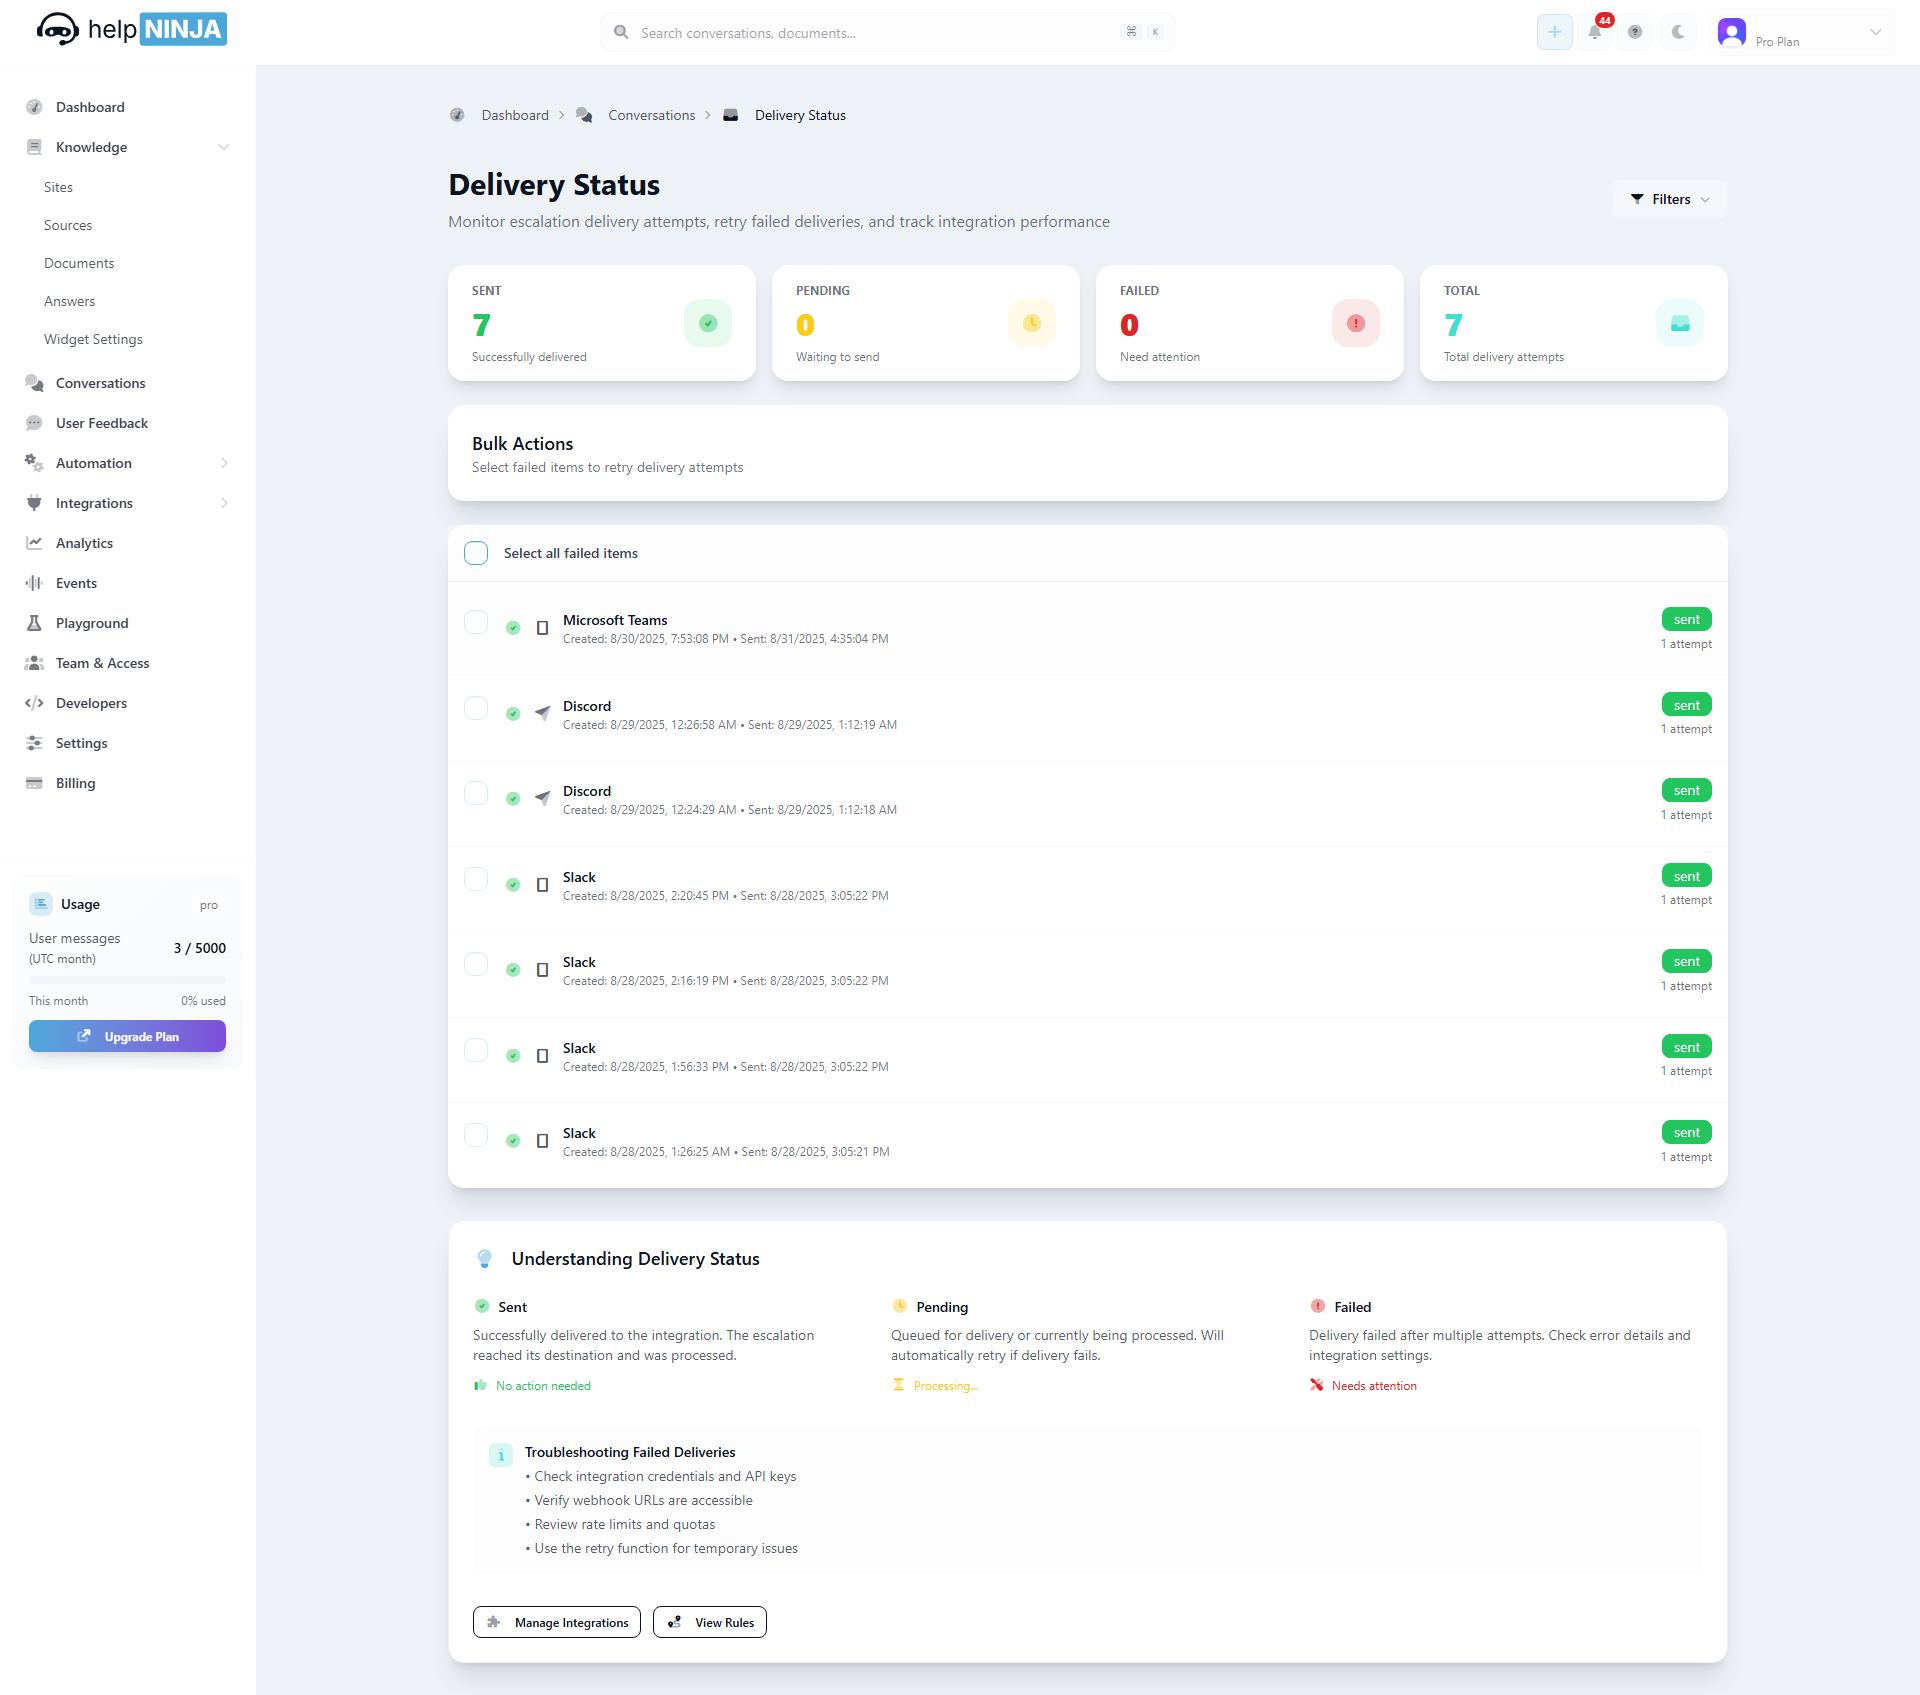 help NINJA
Search conversations, documents...
⌘ K
44
Pro Plan
Dashboard
Knowledge
Sites
Sources
Documents
Answers
Widget Settings
Conversations
User Feedback
Automation
Integrations
Analytics
Events
Playground
Team & Access
Developers
Settings
Billing
Usage
pro
User messages
(UTC month)
3 / 5000
This month
0% used
Upgrade Plan
Dashboard
Conversations
Delivery Status
Delivery Status
Monitor escalation delivery attempts, retry failed deliveries, and track integration performance
Filters
SENT
7
Successfully delivered
PENDING
0
Waiting to send
FAILED
0
Need attention
TOTAL
7
Total delivery attempts
Bulk Actions
Select failed items to retry delivery attempts
Select all failed items
Microsoft Teams
Created: 8/30/2025, 7:53:08 PM • Sent: 8/31/2025, 4:35:04 PM
sent
1 attempt
Discord
Created: 8/29/2025, 12:26:58 AM • Sent: 8/29/2025, 1:12:19 AM
sent
1 attempt
Discord
Created: 8/29/2025, 12:24:29 AM • Sent: 8/29/2025, 1:12:18 AM
sent
1 attempt
Slack
Created: 8/28/2025, 2:20:45 PM • Sent: 8/28/2025, 3:05:22 PM
sent
1 attempt
Slack
Created: 8/28/2025, 2:16:19 PM • Sent: 8/28/2025, 3:05:22 PM
sent
1 attempt
Slack
Created: 8/28/2025, 1:56:33 PM • Sent: 8/28/2025, 3:05:22 PM
sent
1 attempt
Slack
Created: 8/28/2025, 1:26:25 AM • Sent: 8/28/2025, 3:05:21 PM
sent
1 attempt
Understanding Delivery Status
Sent
Successfully delivered to the integration. The escalation
reached its destination and was processed.
No action needed
Pending
Queued for delivery or currently being processed. Will
automatically retry if delivery fails.
Processing...
Failed
Delivery failed after multiple attempts. Check error details and
integration settings.
Needs attention
Troubleshooting Failed Deliveries
• Check integration credentials and API keys
• Verify webhook URLs are accessible
• Review rate limits and quotas
• Use the retry function for temporary issues
Manage Integrations
View Rules